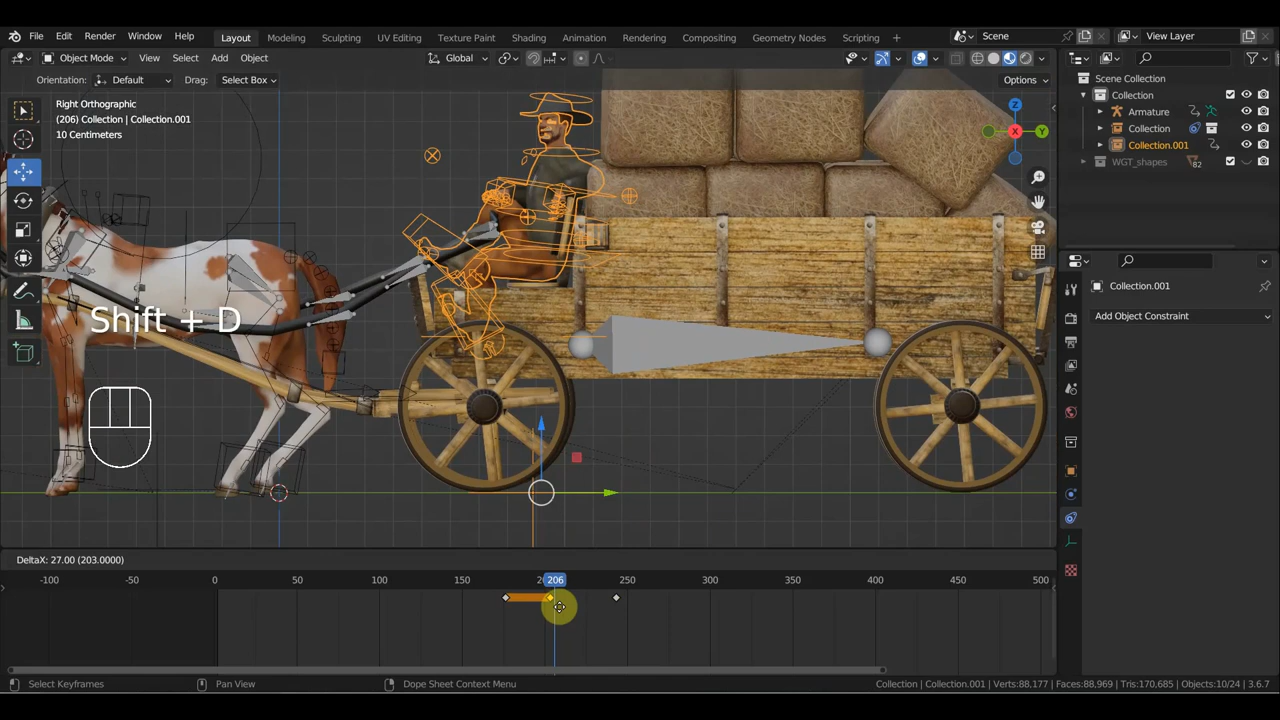 File Edit Render Window Help Layout Modeling Sculpting UV Editing Texture Paint Shading Animation Rendering Compositing Geometry Nodes Scripting Scene View Layer
Object Mode View Select Add Object Global
Orientation: Default Drag: Select Box Options
Right Orthographic
(206) Collection | Collection.001
10 Centimeters
Z
X
Y
Shift + D
Scene Collection
Collection
Armature
Collection
Collection.001
WGT_shapes 82
Collection.001
Add Object Constraint
DeltaX: 27.00 (203.0000)
-100 -50 0 50 100 150 206 250 300 350 400 450 500
Select Keyframes Pan View Dope Sheet Context Menu Collection | Collection.001 | Verts:88,177 | Faces:88,969 | Tris:170,685 | Objects:10/24 | 3.6.7